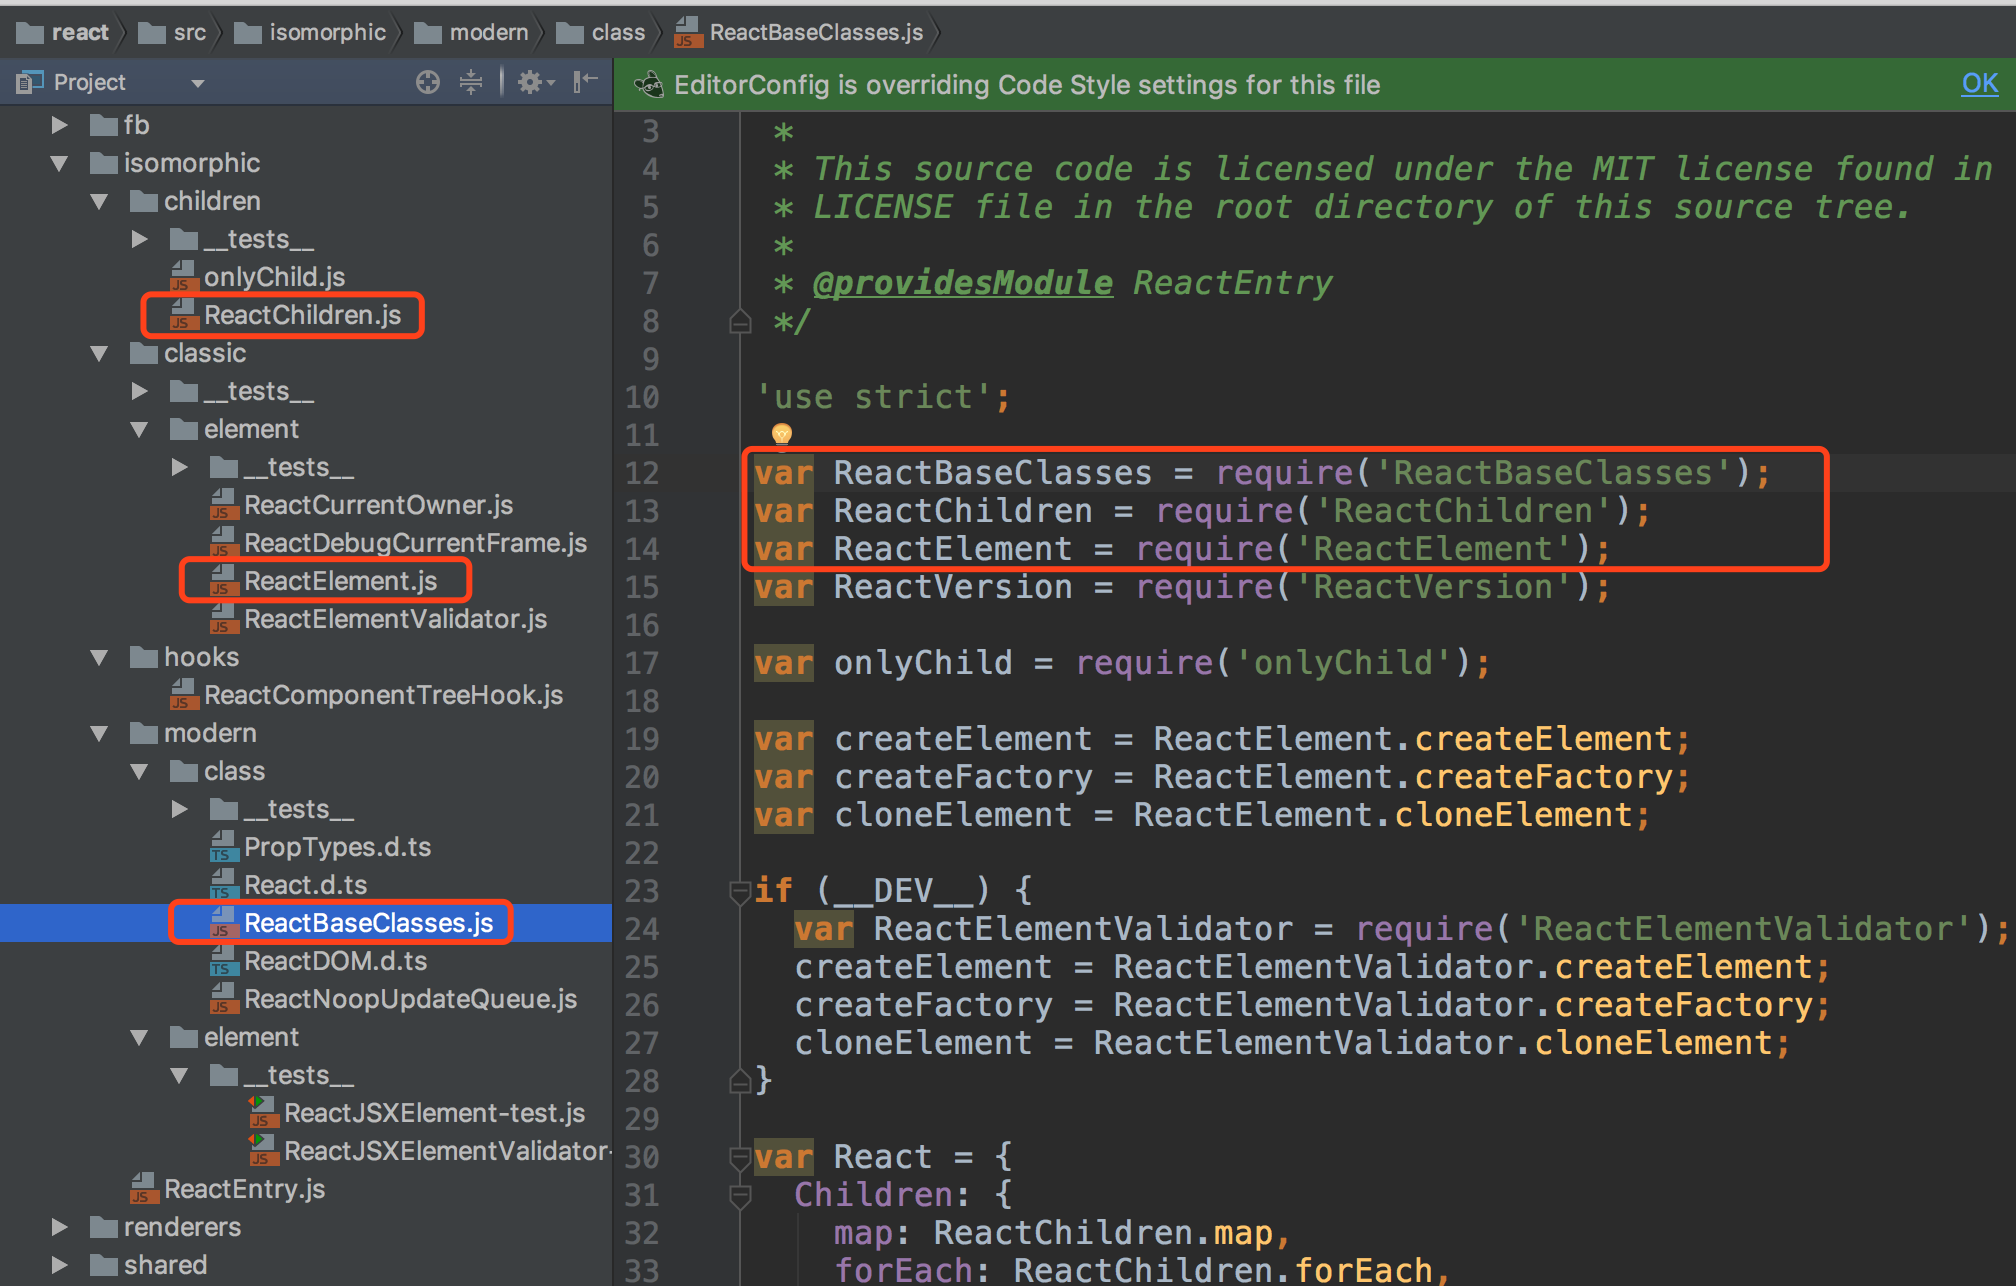 react src isomorphic modern class ReactBaseClasses.js
Project
fb
isomorphic
children
__tests__
onlyChild.js
ReactChildren.js
classic
__tests__
element
__tests__
ReactCurrentOwner.js
ReactDebugCurrentFrame.js
ReactElement.js
ReactElementValidator.js
hooks
ReactComponentTreeHook.js
modern
class
__tests__
PropTypes.d.ts
React.d.ts
ReactBaseClasses.js
ReactDOM.d.ts
ReactNoopUpdateQueue.js
element
__tests__
ReactJSXElement-test.js
ReactJSXElementValidator-
ReactEntry.js
renderers
shared
EditorConfig is overriding Code Style settings for this file OK
3 *
4 * This source code is licensed under the MIT license found in
5 * LICENSE file in the root directory of this source tree.
6 *
7 * @providesModule ReactEntry
8 */
9
10 'use strict';
11
12 var ReactBaseClasses = require('ReactBaseClasses');
13 var ReactChildren = require('ReactChildren');
14 var ReactElement = require('ReactElement');
15 var ReactVersion = require('ReactVersion');
16
17 var onlyChild = require('onlyChild');
18
19 var createElement = ReactElement.createElement;
20 var createFactory = ReactElement.createFactory;
21 var cloneElement = ReactElement.cloneElement;
22
23 if (__DEV__) {
24 var ReactElementValidator = require('ReactElementValidator');
25 createElement = ReactElementValidator.createElement;
26 createFactory = ReactElementValidator.createFactory;
27 cloneElement = ReactElementValidator.cloneElement;
28 }
29
30 var React = {
31 Children: {
32 map: ReactChildren.map,
33 forEach: ReactChildren.forEach,